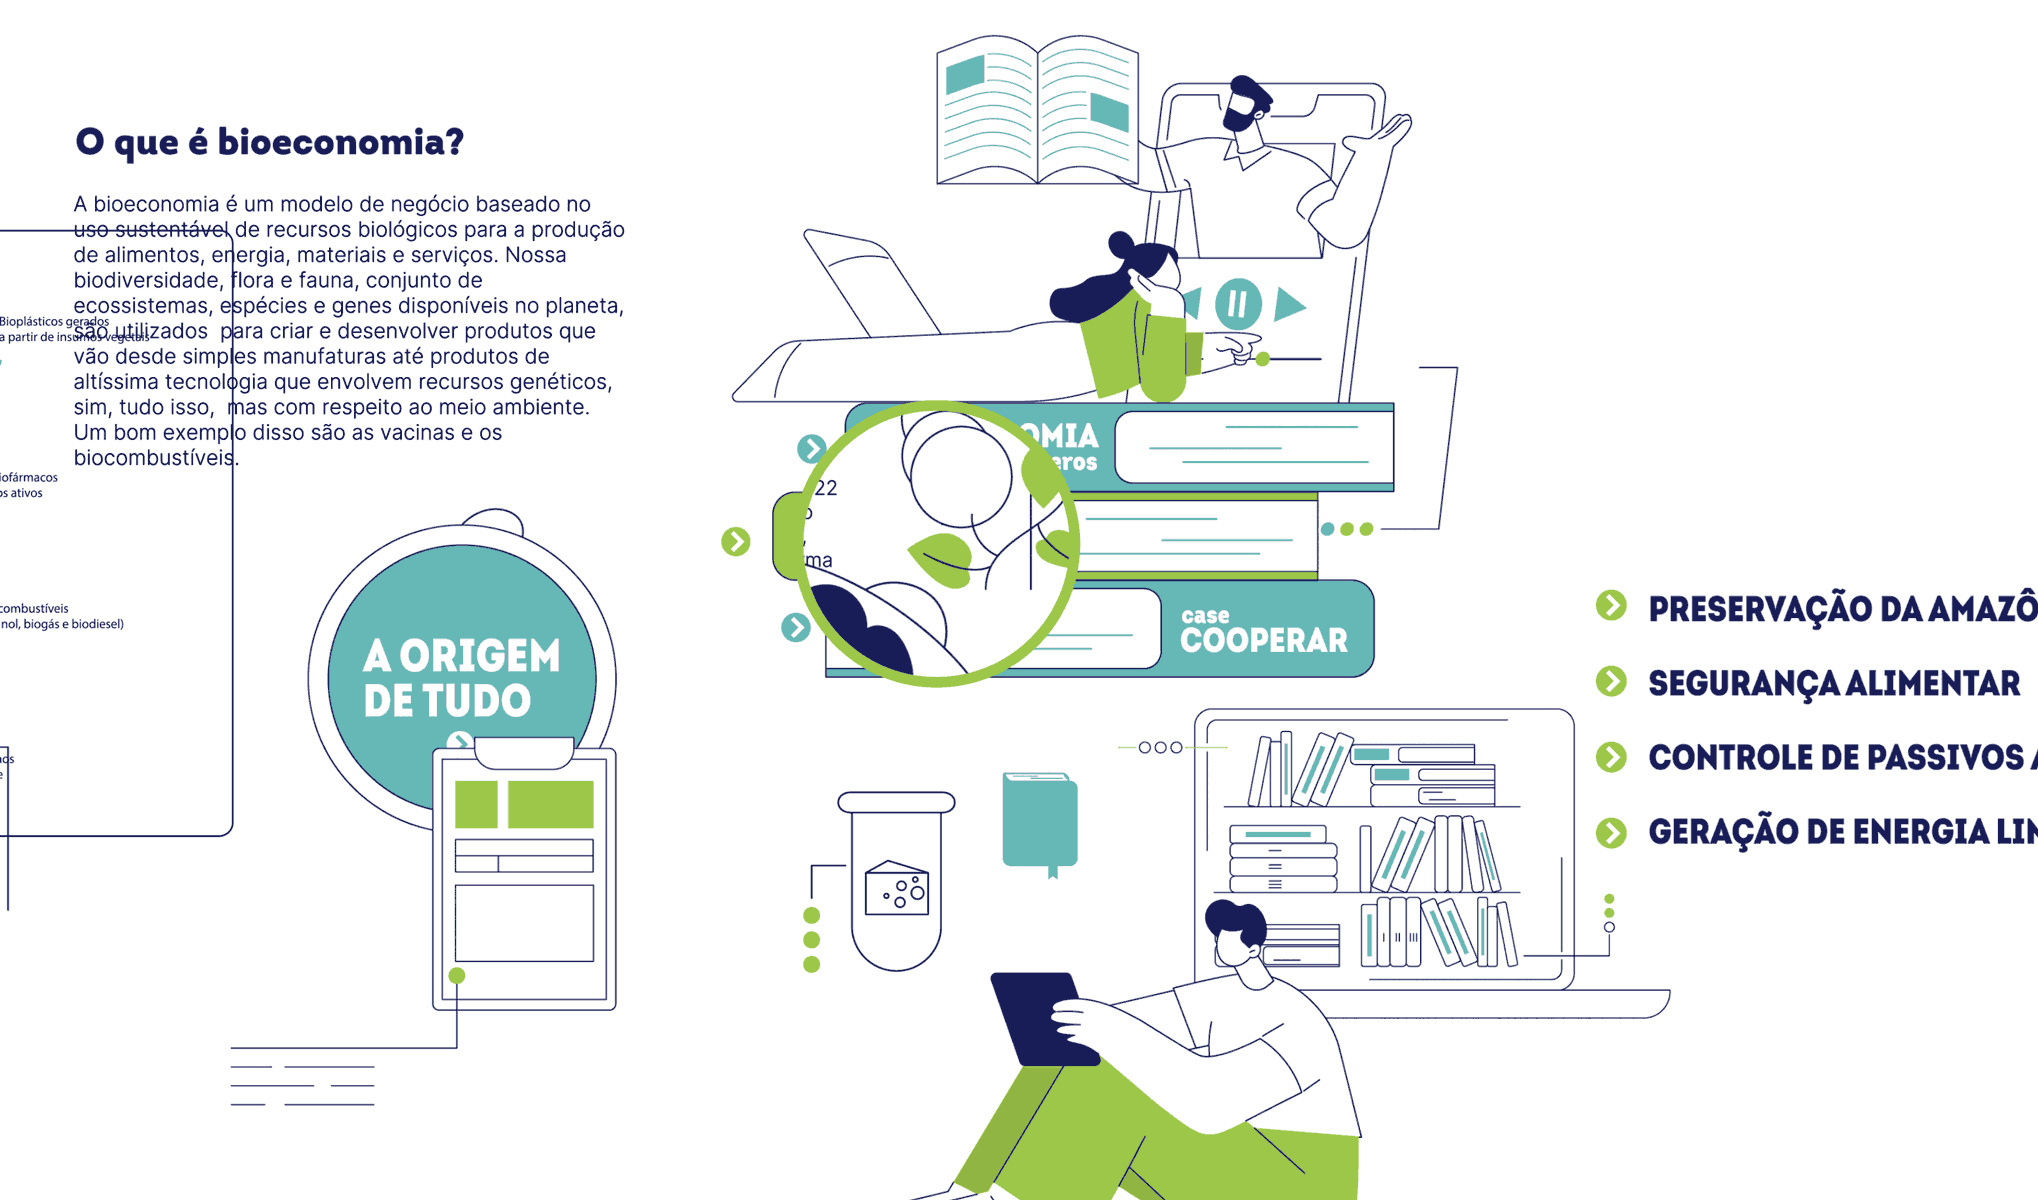 O que é bioeconomia?
A bioeconomia é um modelo de negócio baseado no
uso sustentável de recursos biológicos para a produção
de alimentos, energia, materiais e serviços. Nossa
biodiversidade, flora e fauna, conjunto de
ecossistemas, espécies e genes disponíveis no planeta,
são utilizados para criar e desenvolver produtos que
vão desde simples manufaturas até produtos de
altíssima tecnologia que envolvem recursos genéticos,
sim, tudo isso, mas com respeito ao meio ambiente.
Um bom exemplo disso são as vacinas e os
biocombustíveis.
Bioplásticos gerados
a partir de insumos vegetais
iofármacos
os ativos
combustíveis
nol, biogás e biodiesel)
A ORIGEM
DE TUDO
OMIA
eros
22
o
,
ma
case
COOPERAR
PRESERVAÇÃO DA AMAZÔ
SEGURANÇA ALIMENTAR
CONTROLE DE PASSIVOS A
GERAÇÃO DE ENERGIA LIN